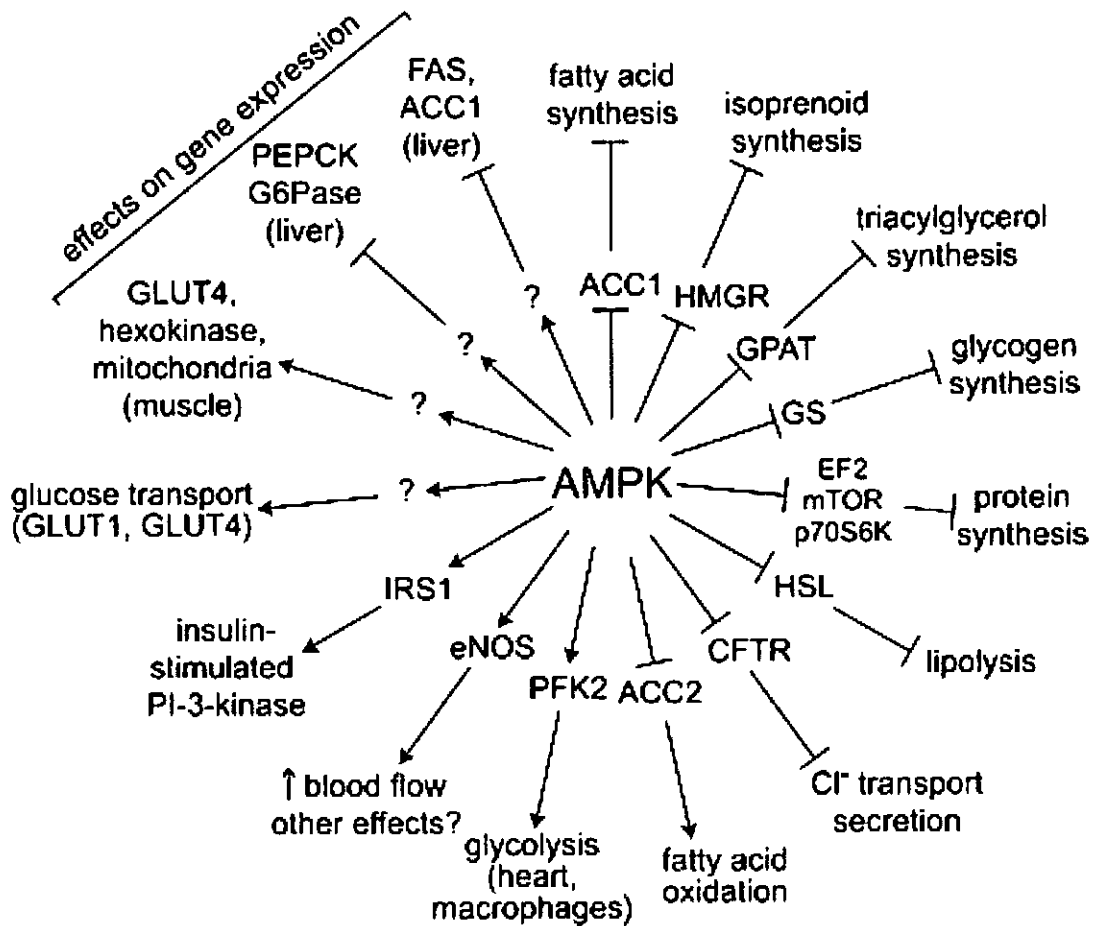 effects on gene expression
FAS,
ACC1
(liver)
fatty acid
synthesis
isoprenoid
synthesis
PEPCK
G6Pase
(liver)
triacylglycerol
synthesis
GLUT4,
hexokinase,
mitochondria
(muscle)
?
?
?
ACC1
HMGR
GPAT
glycogen
synthesis
GS
glucose transport
(GLUT1, GLUT4)
?
AMPK
EF2
mTOR
p70S6K
protein
synthesis
IRS1
HSL
insulin-
stimulated
PI-3-kinase
eNOS
PFK2
ACC2
CFTR
lipolysis
↑ blood flow
other effects?
glycolysis
(heart,
macrophages)
fatty acid
oxidation
Cl⁻ transport
secretion